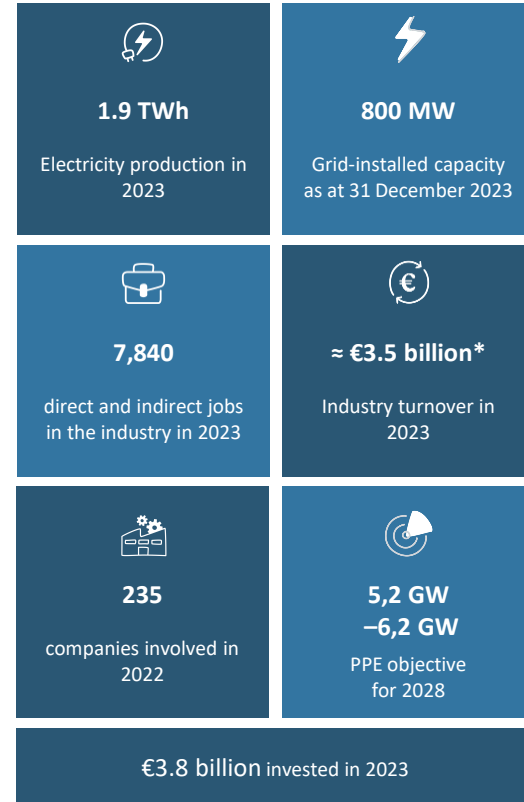 1.9 TWh
Electricity production in
2023
800 MW
Grid-installed capacity
as at 31 December 2023
7,840
direct and indirect jobs
in the industry in 2023
≈ €3.5 billion*
Industry turnover in
2023
235
companies involved in
2022
5,2 GW
–6,2 GW
PPE objective
for 2028
€3.8 billion invested in 2023